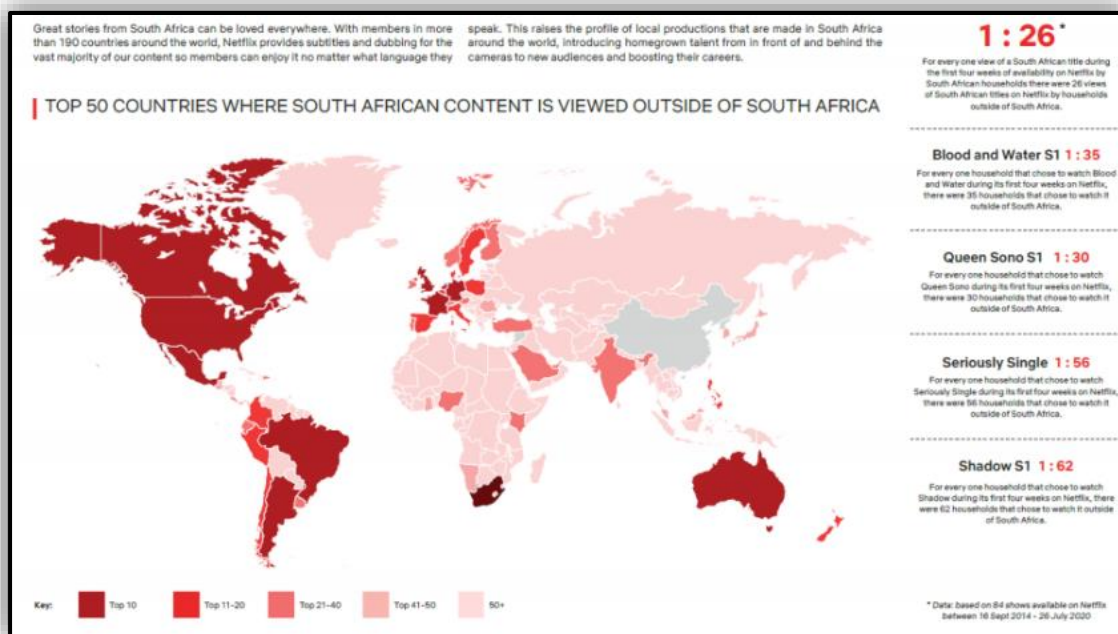 Great stories from South Africa can be loved everywhere. With members in more
than 190 countries around the world, Netflix provides subtitles and dubbing for the
vast majority of our content so members can enjoy it no matter what language they
speak. This raises the profile of local productions that are made in South Africa
around the world, introducing homegrown talent from in front of and behind the
cameras to new audiences and boosting their careers.
TOP 50 COUNTRIES WHERE SOUTH AFRICAN CONTENT IS VIEWED OUTSIDE OF SOUTH AFRICA
Key:
Top 10
Top 11-20
Top 21-40
Top 41-50
50+
1 : 26*
For every one view of a South African title during
the first four weeks of availability on Netflix by
South African households there were 26 views
of South African titles on Netflix by households
outside of South Africa.
Blood and Water S1 1 : 35
For every one household that chose to watch Blood
and Water during its first four weeks on Netflix,
there were 35 households that chose to watch it
outside of South Africa.
Queen Sono S1 1 : 30
For every one household that chose to watch
Queen Sono during its first four weeks on Netflix,
there were 30 households that chose to watch it
outside of South Africa.
Seriously Single 1 : 56
For every one household that chose to watch
Seriously Single during its first four weeks on Netflix,
there were 56 households that chose to watch it
outside of South Africa.
Shadow S1 1 : 62
For every one household that chose to watch
Shadow during its first four weeks on Netflix, there
were 62 households that chose to watch it outside
of South Africa.
* Data: based on 84 shows available on Netflix
between 16 Sept 2014 - 26 July 2020